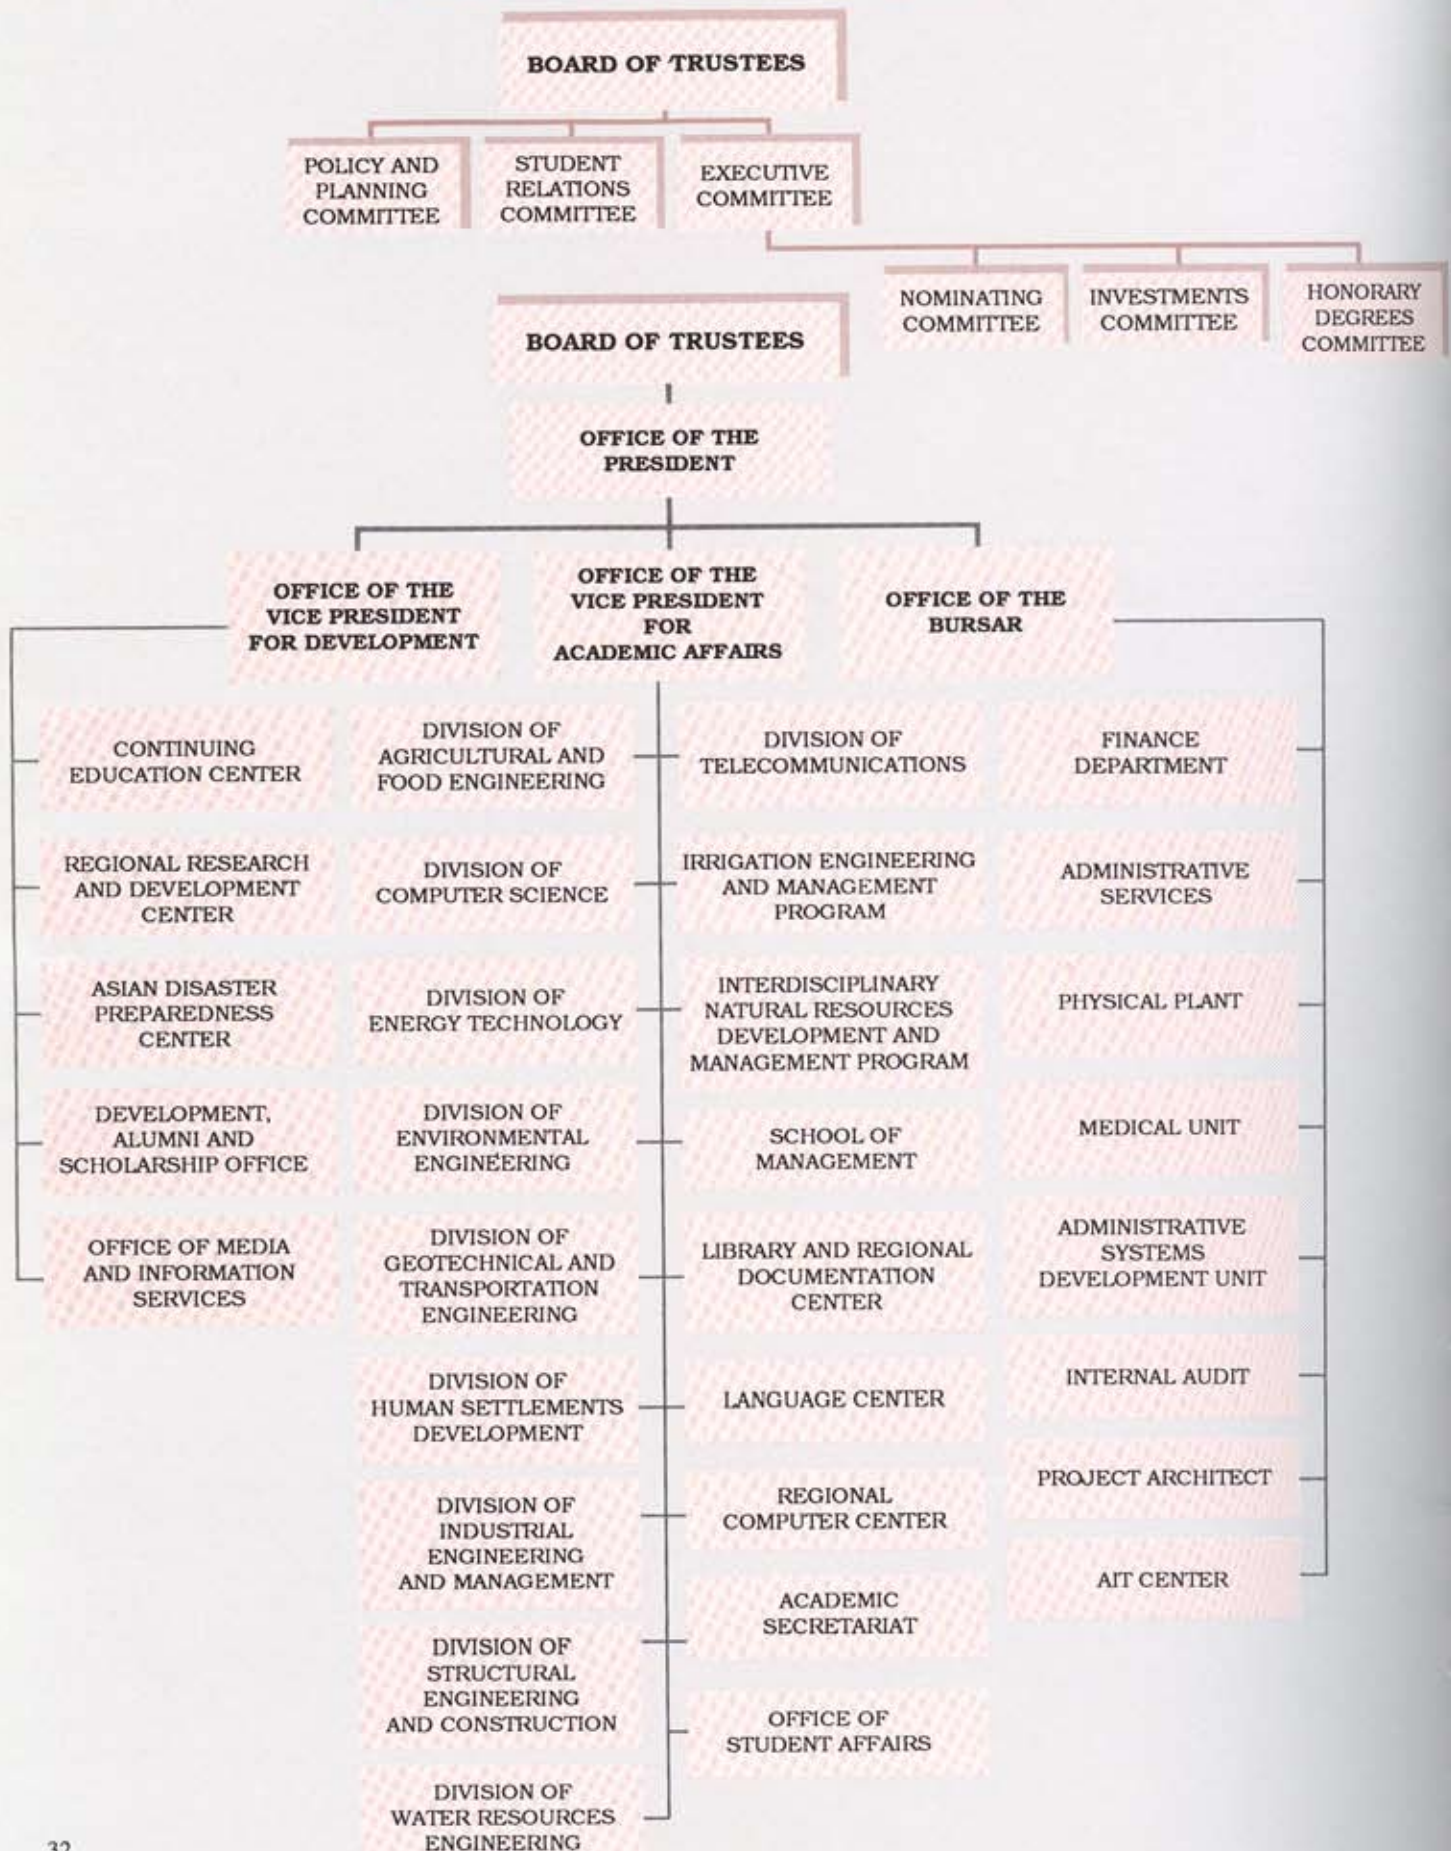 BOARD OF TRUSTEES
POLICY AND
PLANNING
COMMITTEE
STUDENT
RELATIONS
COMMITTEE
EXECUTIVE
COMMITTEE
NOMINATING
COMMITTEE
INVESTMENTS
COMMITTEE
HONORARY
DEGREES
COMMITTEE
BOARD OF TRUSTEES
OFFICE OF THE
PRESIDENT
OFFICE OF THE
VICE PRESIDENT
FOR DEVELOPMENT
OFFICE OF THE
VICE PRESIDENT
FOR
ACADEMIC AFFAIRS
OFFICE OF THE
BURSAR
CONTINUING
EDUCATION CENTER
REGIONAL RESEARCH
AND DEVELOPMENT
CENTER
ASIAN DISASTER
PREPAREDNESS
CENTER
DEVELOPMENT,
ALUMNI AND
SCHOLARSHIP OFFICE
OFFICE OF MEDIA
AND INFORMATION
SERVICES
DIVISION OF
AGRICULTURAL AND
FOOD ENGINEERING
DIVISION OF
COMPUTER SCIENCE
DIVISION OF
ENERGY TECHNOLOGY
DIVISION OF
ENVIRONMENTAL
ENGINEERING
DIVISION OF
GEOTECHNICAL AND
TRANSPORTATION
ENGINEERING
DIVISION OF
HUMAN SETTLEMENTS
DEVELOPMENT
DIVISION OF
INDUSTRIAL
ENGINEERING
AND MANAGEMENT
DIVISION OF
STRUCTURAL
ENGINEERING
AND CONSTRUCTION
DIVISION OF
WATER RESOURCES
ENGINEERING
DIVISION OF
TELECOMMUNICATIONS
IRRIGATION ENGINEERING
AND MANAGEMENT
PROGRAM
INTERDISCIPLINARY
NATURAL RESOURCES
DEVELOPMENT AND
MANAGEMENT PROGRAM
SCHOOL OF
MANAGEMENT
LIBRARY AND REGIONAL
DOCUMENTATION
CENTER
LANGUAGE CENTER
REGIONAL
COMPUTER CENTER
ACADEMIC
SECRETARIAT
OFFICE OF
STUDENT AFFAIRS
FINANCE
DEPARTMENT
ADMINISTRATIVE
SERVICES
PHYSICAL PLANT
MEDICAL UNIT
ADMINISTRATIVE
SYSTEMS
DEVELOPMENT UNIT
INTERNAL AUDIT
PROJECT ARCHITECT
AIT CENTER
32